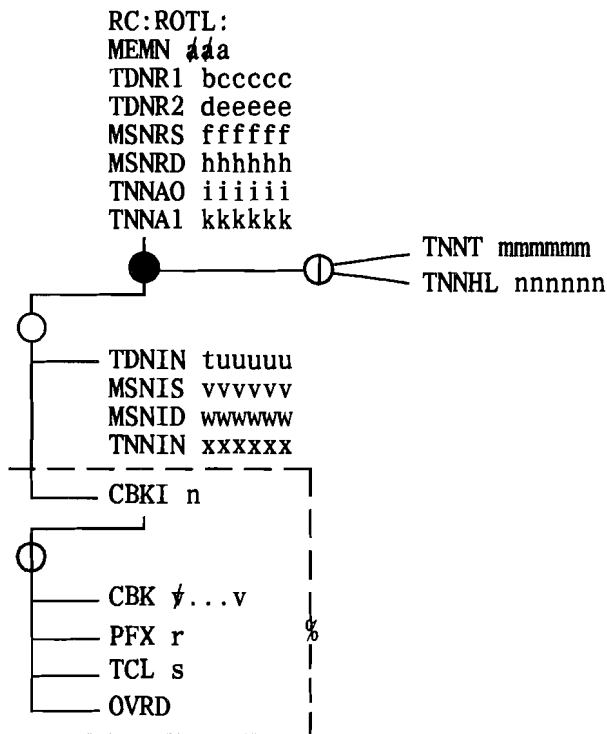 RC:ROTL:
MEMN a̸a̸a
TDNR1 bccccc
TDNR2 deeeee
MSNRS ffffff
MSNRD hhhhhh
TNNA0 iiiiii
TNNA1 kkkkkk
TNNT mmmmmm
TNNHL nnnnnn
TDNIN tuuuuu
MSNIS vvvvvv
MSNID wwwwww
TNNIN xxxxxx
CBKI n
CBK v̸...v
PFX r
%
TCL s
OVRD